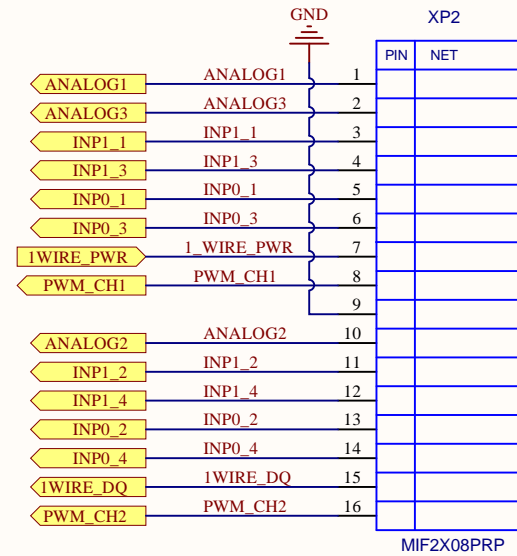 GND
XP2
PIN NET
ANALOG1 ANALOG1 1
ANALOG3 ANALOG3 2
INP1_1 INP1_1 3
INP1_3 INP1_3 4
INP0_1 INP0_1 5
INP0_3 INP0_3 6
1WIRE_PWR 1_WIRE_PWR 7
PWM_CH1 PWM_CH1 8
9
ANALOG2 ANALOG2 10
INP1_2 INP1_2 11
INP1_4 INP1_4 12
INP0_2 INP0_2 13
INP0_4 INP0_4 14
1WIRE_DQ 1WIRE_DQ 15
PWM_CH2 PWM_CH2 16
MIF2X08PRP